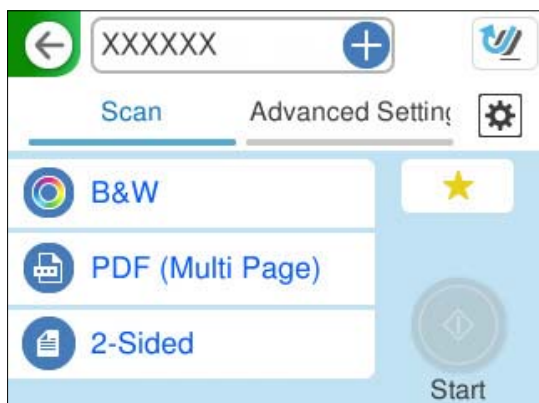 XXXXXX
Scan
Advanced Setting
B&W
PDF (Multi Page)
2-Sided
Start